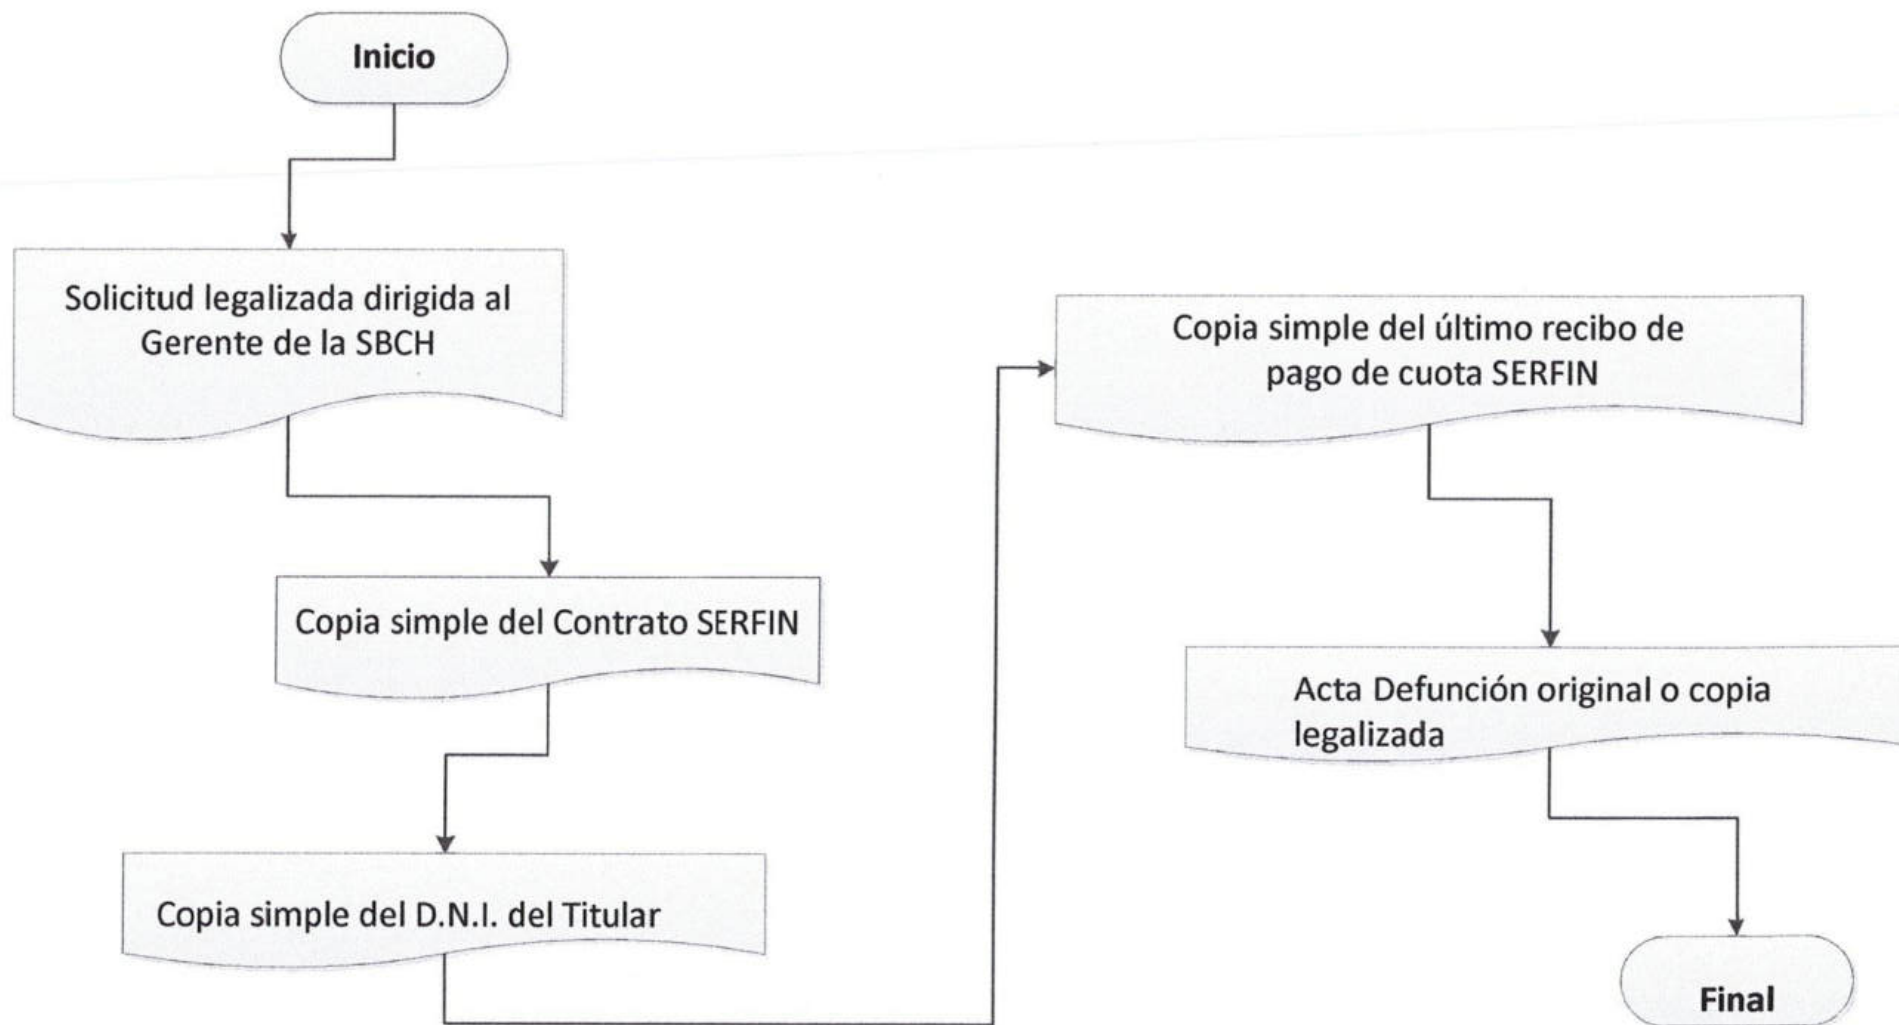 Inicio
Solicitud legalizada dirigida al
Gerente de la SBCH
Copia simple del Contrato SERFIN
Copia simple del D.N.I. del Titular
Copia simple del último recibo de
pago de cuota SERFIN
Acta Defunción original o copia
legalizada
Final